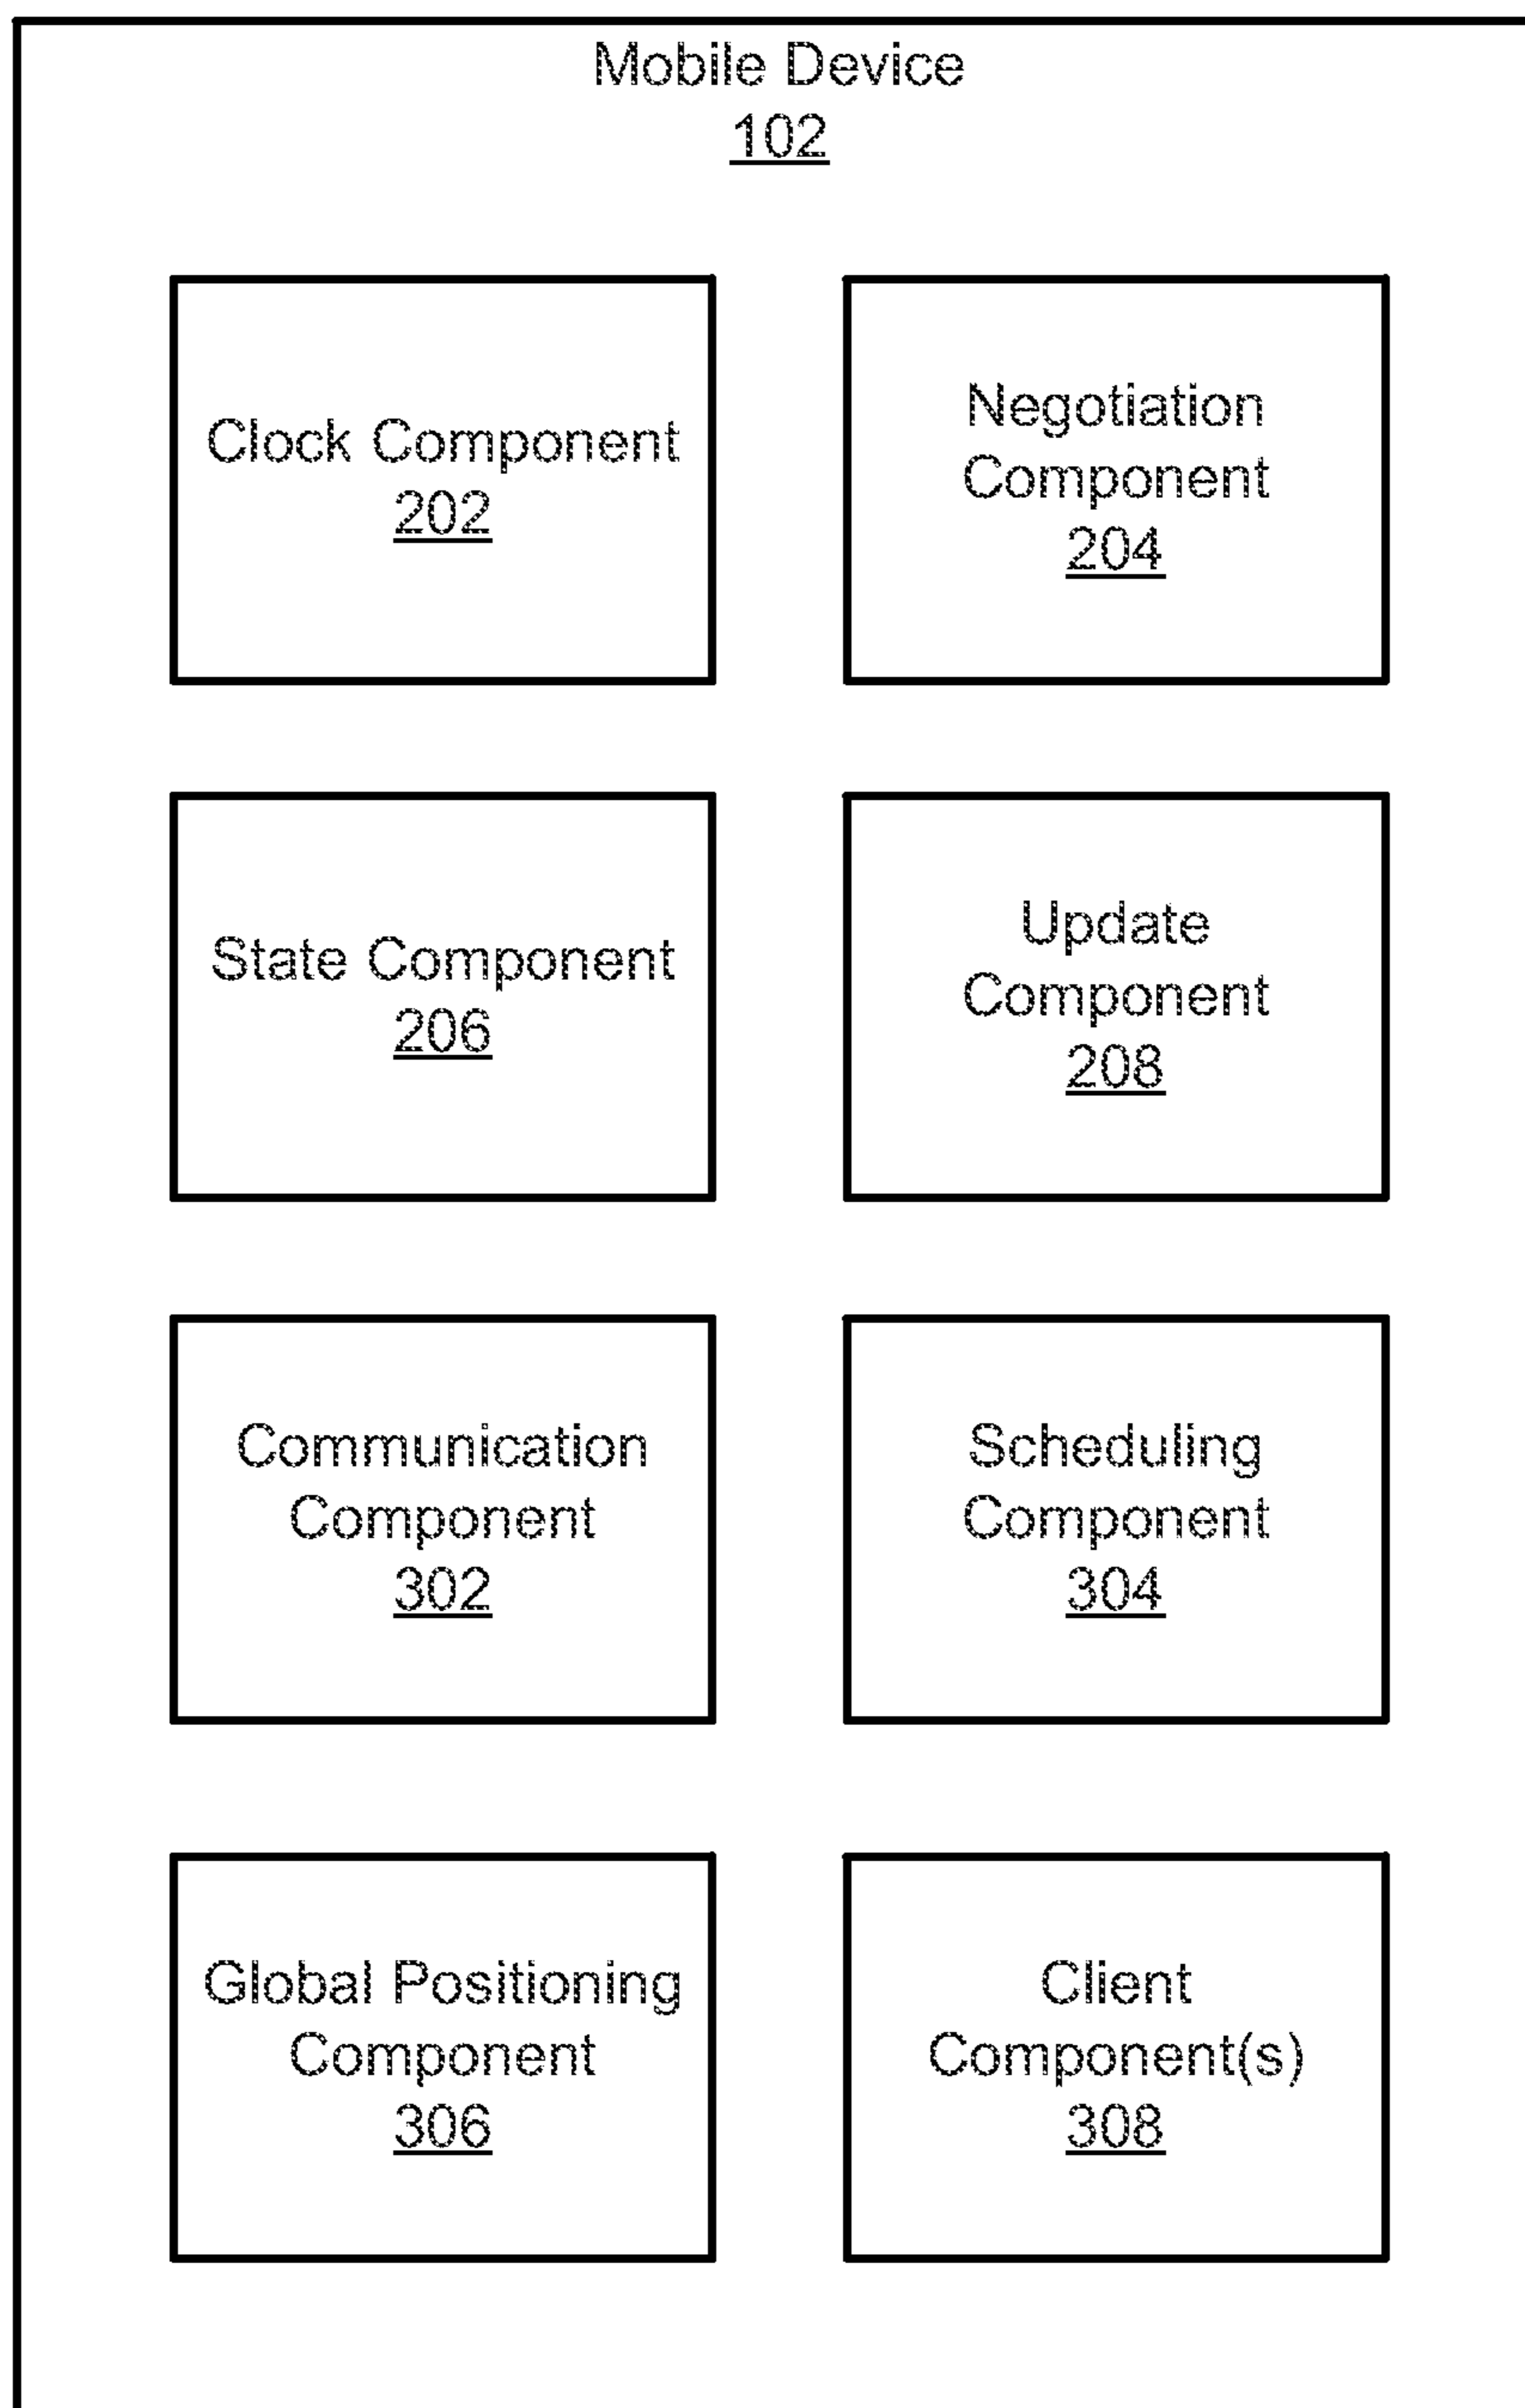 Mobile Device
102
Clock Component
202
Negotiation
Component
204
State Component
206
Update
Component
208
Communication
Component
302
Scheduling
Component
304
Global Positioning
Component
306
Client
Component(s)
308